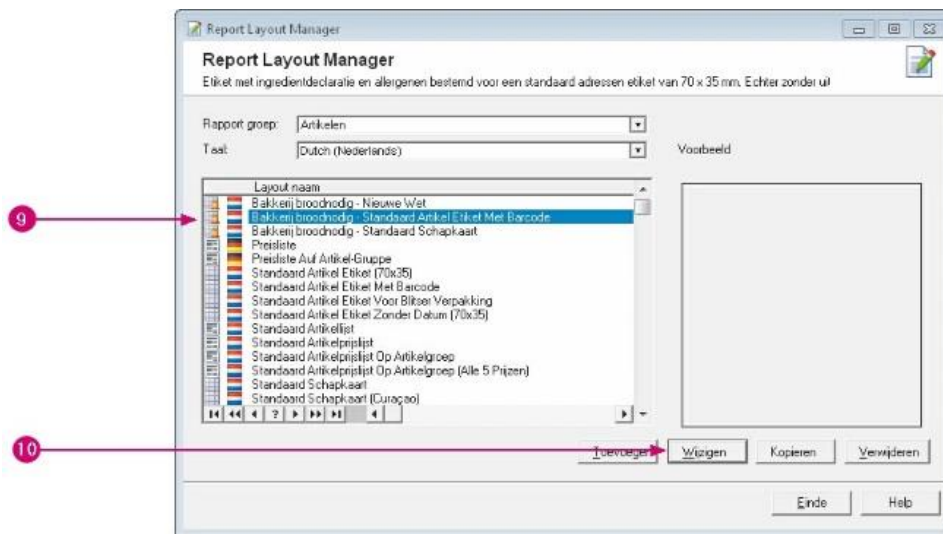 Report Layout Manager
Report Layout Manager
Etiket met ingredientdeclaratie en allergenen bestemd voor een standaard adressen etiket van 70 x 35 mm. Echter zonder uit
Rapport groep: Artikelen
Taal: Dutch (Nederlands)
Voorbeeld
Layout naam
Bakkerij broodnodig - Nieuwe Wet
9
Bakkerij broodnodig - Standaard Artikel Etiket Met Barcode
Bakkerij broodnodig - Standaard Schapkaart
Preisliste
Preisliste Auf Artikel-Gruppe
Standaard Artikel Etiket (70x35)
Standaard Artikel Etiket Met Barcode
Standaard Artikel Etiket Voor Blitser Verpakking
Standaard Artikel Etiket Zonder Datum (70x35)
Standaard Artikellijst
Standaard Artikelprijslijst
Standaard Artikelprijslijst Op Artikelgroep
Standaard Artikelprijslijst Op Artikelgroep (Alle 5 Prijzen)
Standaard Schapkaart
Standaard Schapkaart (Curaçao)
?
10
Toevoegen Wijzigen Kopieren Verwijderen
Einde Help